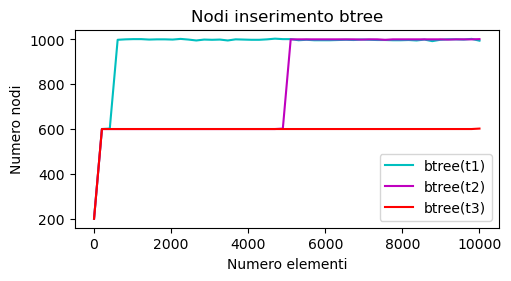 Nodi inserimento btree
Numero nodi
1000
800
600
400
200
0
2000
4000
6000
8000
10000
Numero elementi
btree(t1)
btree(t2)
btree(t3)